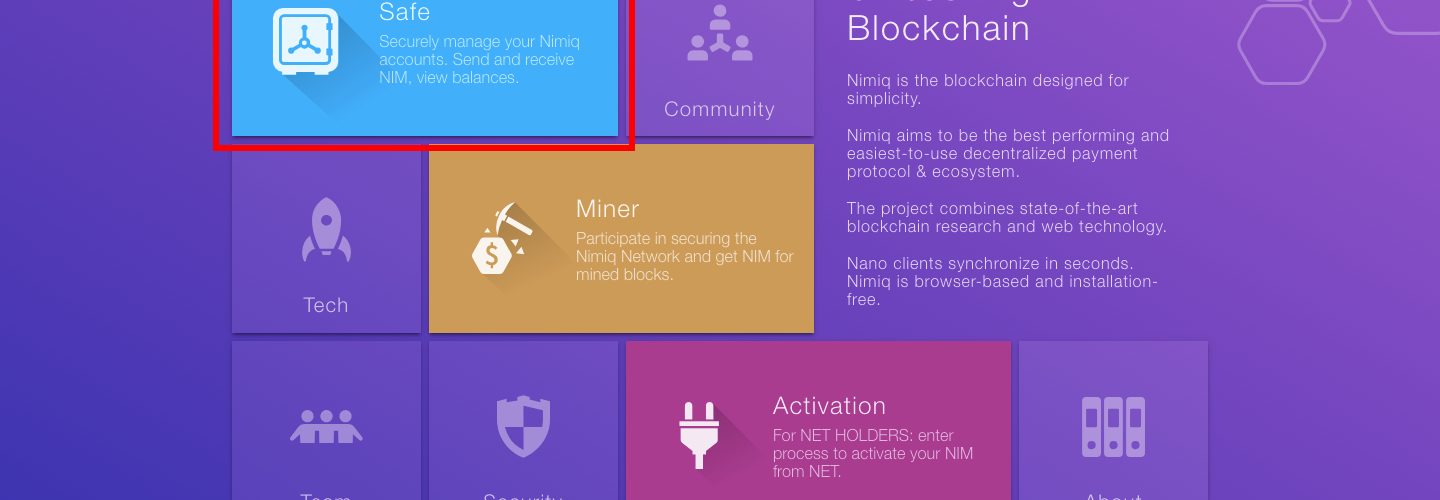 Safe
Securely manage your Nimiq
accounts. Send and receive
NIM, view balances.
Community
Blockchain
Nimiq is the blockchain designed for
simplicity.
Nimiq aims to be the best performing and
easiest-to-use decentralized payment
protocol & ecosystem.
The project combines state-of-the-art
blockchain research and web technology.
Nano clients synchronize in seconds.
Nimiq is browser-based and installation-
free.
Tech
$
Miner
Participate in securing the
Nimiq Network and get NIM for
mined blocks.
Team
Security
Activation
For NET HOLDERS: enter
process to activate your NIM
from NET.
About